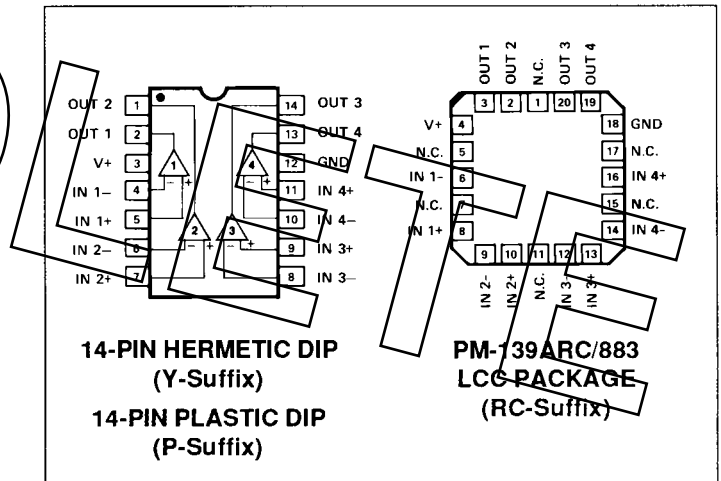 OUT 2 1
OUT 1 2
V+ 3
IN 1– 4
IN 1+ 5
IN 2– 6
IN 2+ 7
14 OUT 3
13 OUT 4
12 GND
11 IN 4+
10 IN 4–
9 IN 3+
8 IN 3–
1
2
3
4
– +
– +
– +
– +
14-PIN HERMETIC DIP
(Y-Suffix)
14-PIN PLASTIC DIP
(P-Suffix)
OUT 1
OUT 2
N.C.
OUT 3
OUT 4
3 2 1 20 19
V+ 4
N.C. 5
IN 1- 6
N.C. 7
IN 1+ 8
18 GND
17 N.C.
16 IN 4+
15 N.C.
14 IN 4-
9 10 11 12 13
IN 2-
IN 2+
N.C.
IN 3-
IN 3+
PM-139ARC/883
LCC PACKAGE
(RC-Suffix)